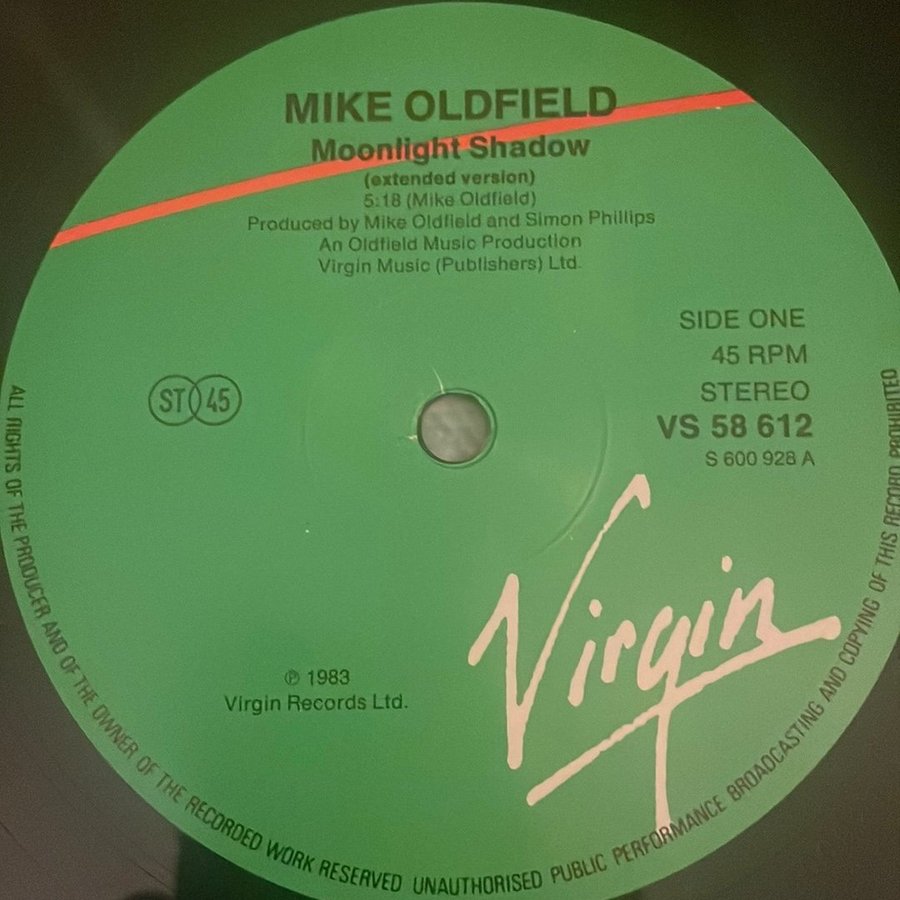 MIKE OLDFIELD
Moonlight Shadow
(extended version)
5:18 (Mike Oldfield)
Produced by Mike Oldfield and Simon Phillips
An Oldfield Music Production
Virgin Music (Publishers) Ltd.
SIDE ONE
45 RPM
STEREO
VS 58 612
S 600 928 A
ST 45
Virgin
℗ 1983
Virgin Records Ltd.
ALL RIGHTS OF THE PRODUCER AND OF THE OWNER OF THE RECORDED WORK RESERVED UNAUTHORISED PUBLIC PERFORMANCE BROADCASTING AND COPYING OF THIS RECORD PROHIBITED